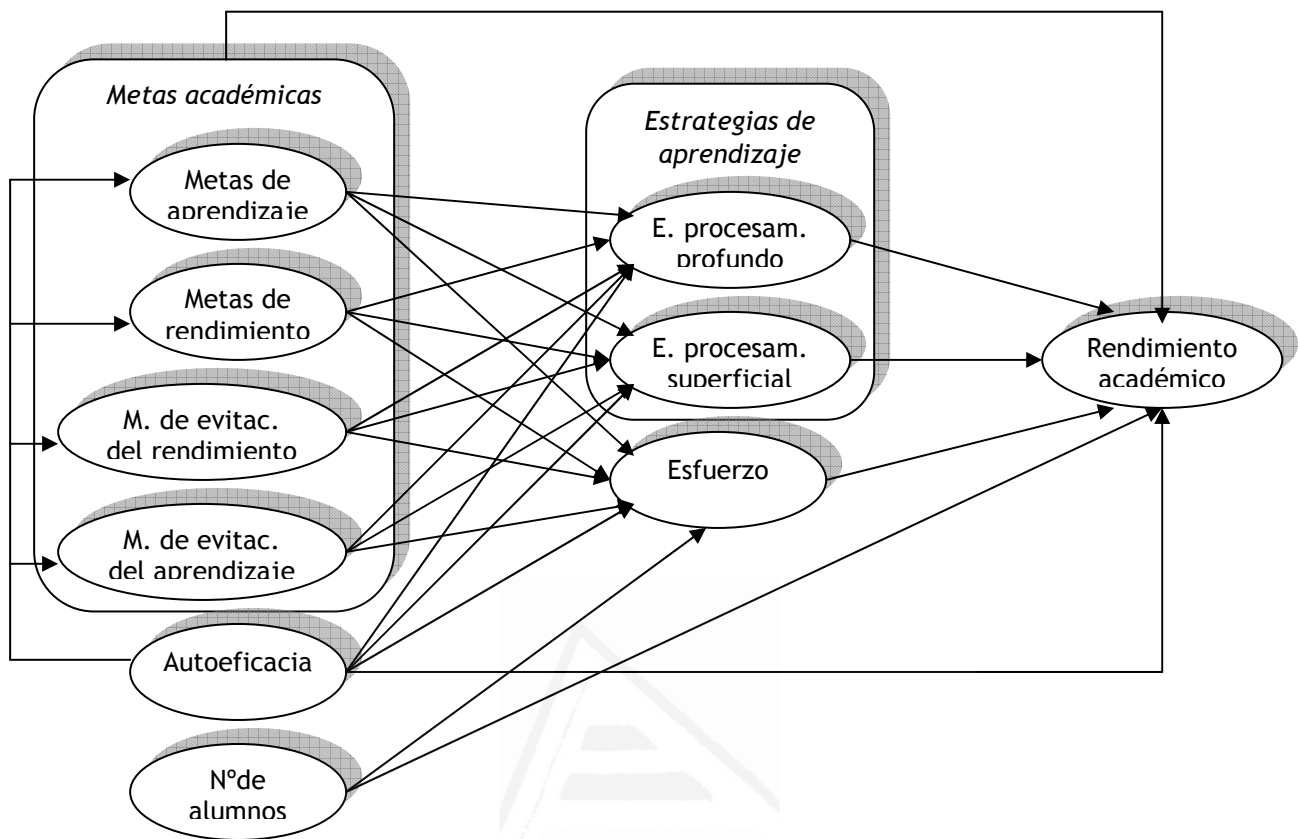 Metas académicas
Metas de
aprendizaje
Metas de
rendimiento
M. de evitac.
del rendimiento
M. de evitac.
del aprendizaje
Autoeficacia
Nºde
alumnos
Estrategias de
aprendizaje
E. procesam.
profundo
E. procesam.
superficial
Esfuerzo
Rendimiento
académico